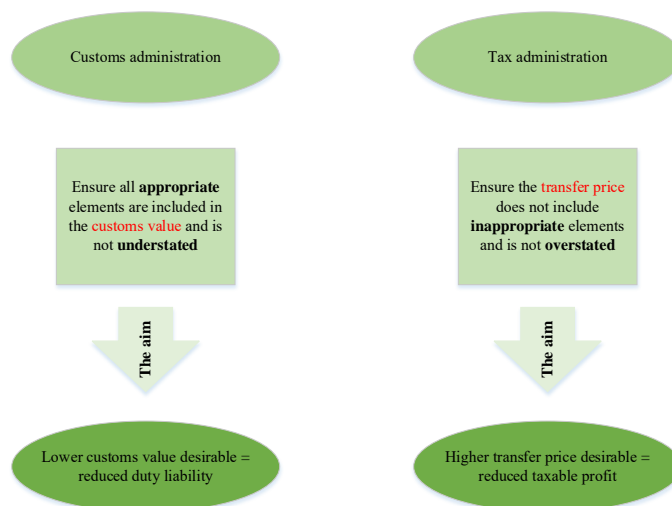 Customs administration
Tax administration
Ensure all appropriate
elements are included in
the customs value and is
not understated
Ensure the transfer price
does not include
inappropriate elements
and is not overstated
The aim
The aim
Lower customs value desirable =
reduced duty liability
Higher transfer price desirable =
reduced taxable profit